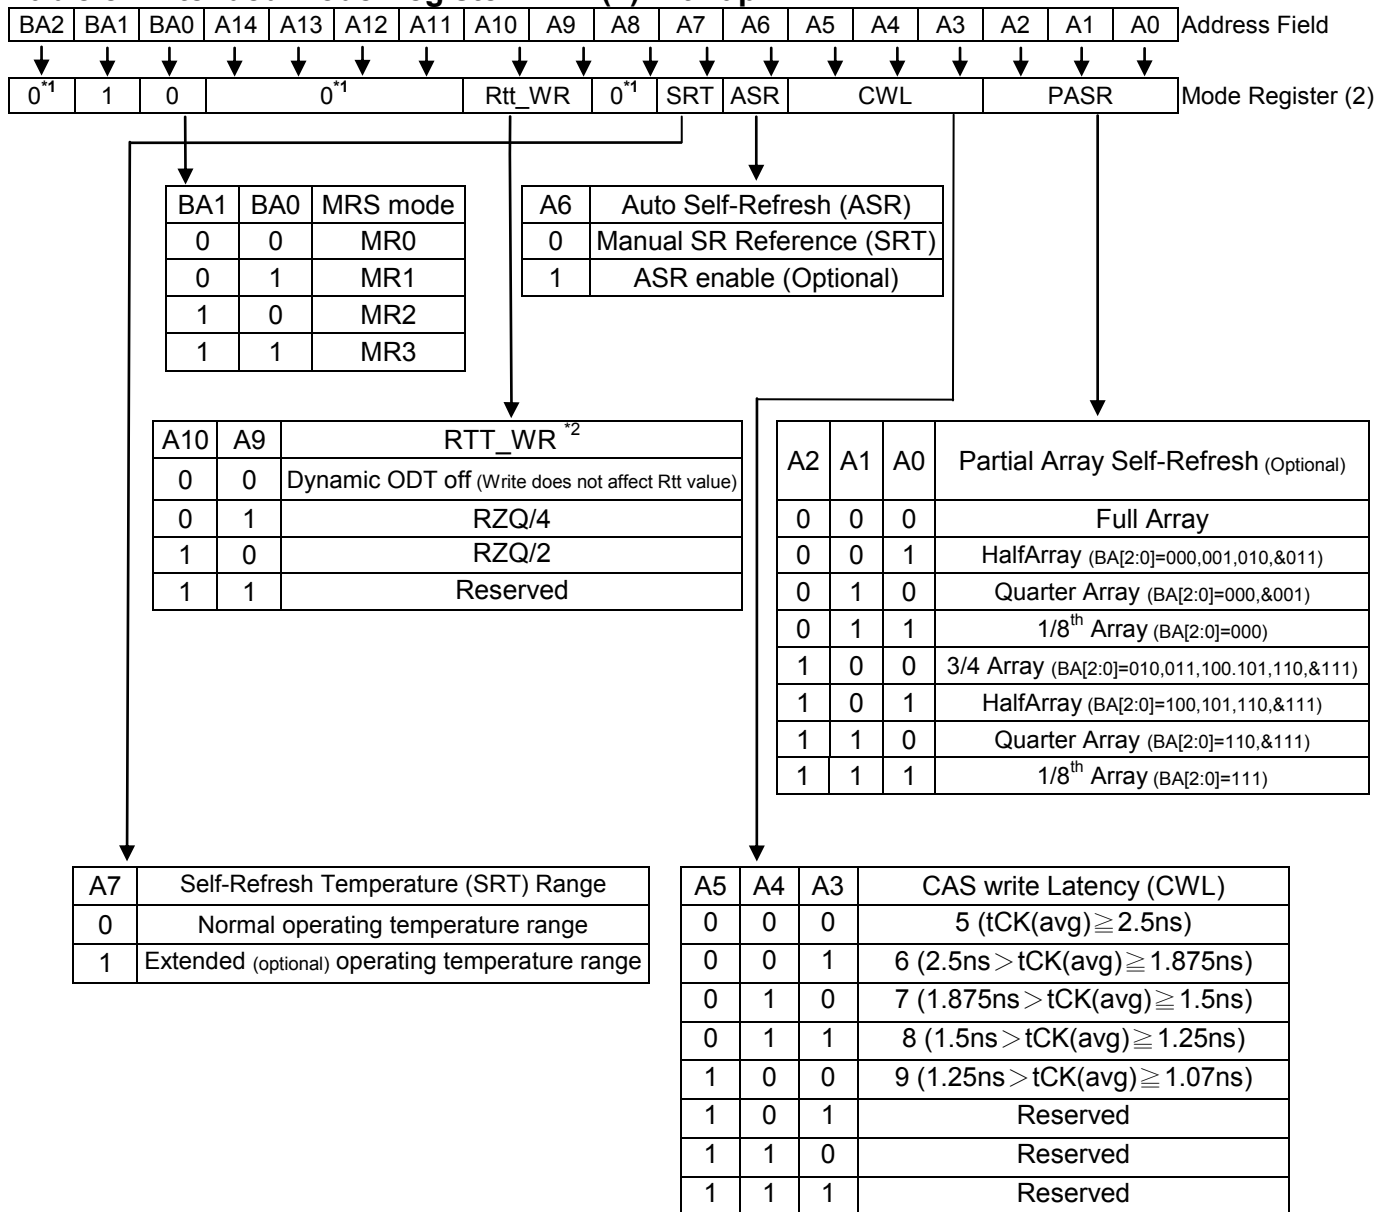 BA2 BA1 BA0 A14 A13 A12 A11 A10 A9 A8 A7 A6 A5 A4 A3 A2 A1 A0 Address Field
0*1 1 0 0*1 Rtt_WR 0*1 SRT ASR CWL PASR Mode Register (2)
BA1 BA0 MRS mode
0 0 MR0
0 1 MR1
1 0 MR2
1 1 MR3
A6 Auto Self-Refresh (ASR)
0 Manual SR Reference (SRT)
1 ASR enable (Optional)
A10 A9 RTT_WR *2
0 0 Dynamic ODT off (Write does not affect Rtt value)
0 1 RZQ/4
1 0 RZQ/2
1 1 Reserved
A2 A1 A0 Partial Array Self-Refresh (Optional)
0 0 0 Full Array
0 0 1 HalfArray (BA[2:0]=000,001,010,&011)
0 1 0 Quarter Array (BA[2:0]=000,&001)
0 1 1 1/8th Array (BA[2:0]=000)
1 0 0 3/4 Array (BA[2:0]=010,011,100.101,110,&111)
1 0 1 HalfArray (BA[2:0]=100,101,110,&111)
1 1 0 Quarter Array (BA[2:0]=110,&111)
1 1 1 1/8th Array (BA[2:0]=111)
A7 Self-Refresh Temperature (SRT) Range
0 Normal operating temperature range
1 Extended (optional) operating temperature range
A5 A4 A3 CAS write Latency (CWL)
0 0 0 5 (tCK(avg)≧2.5ns)
0 0 1 6 (2.5ns>tCK(avg)≧1.875ns)
0 1 0 7 (1.875ns>tCK(avg)≧1.5ns)
0 1 1 8 (1.5ns>tCK(avg)≧1.25ns)
1 0 0 9 (1.25ns>tCK(avg)≧1.07ns)
1 0 1 Reserved
1 1 0 Reserved
1 1 1 Reserved